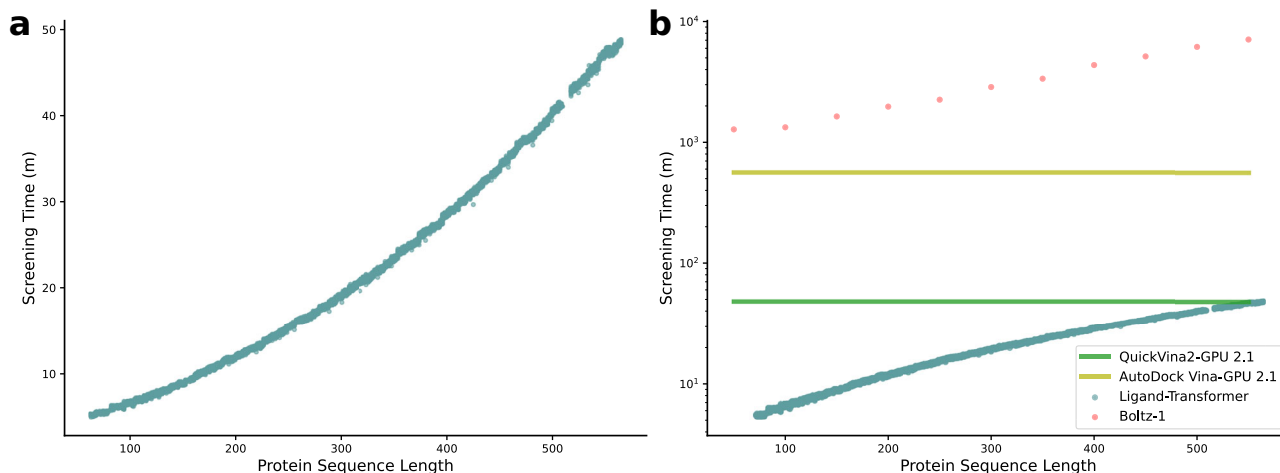 a
50
40
30
20
10
Screening Time (m)
100
200
300
400
500
Protein Sequence Length
b
10⁴
10³
10²
10¹
Screening Time (m)
QuickVina2-GPU 2.1
AutoDock Vina-GPU 2.1
Ligand-Transformer
Boltz-1
100
200
300
400
500
Protein Sequence Length